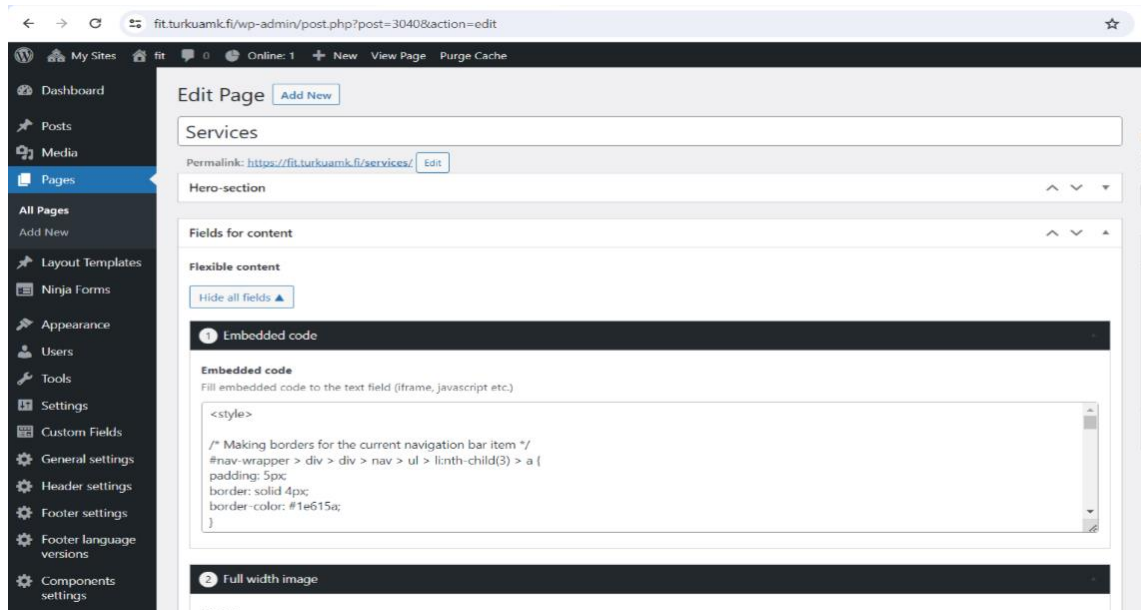 fit.turkuamk.fi/wp-admin/post.php?post=3040&action=edit
My Sites fit 0 Online: 1 + New View Page Purge Cache
Dashboard
Posts
Media
Pages
All Pages
Add New
Layout Templates
Ninja Forms
Appearance
Users
Tools
Settings
Custom Fields
General settings
Header settings
Footer settings
Footer language
versions
Components
settings
Edit Page Add New
Services
Permalink: https://fit.turkuamk.fi/services/ Edit
Hero-section
Fields for content
Flexible content
Hide all fields ▲
1 Embedded code
Embedded code
Fill embedded code to the text field (iframe, javascript etc.)
<style>
/* Making borders for the current navigation bar item */
#nav-wrapper > div > div > nav > ul > li:nth-child(3) > a {
padding: 5px;
border: solid 4px;
border-color: #1e615a;
}
2 Full width image